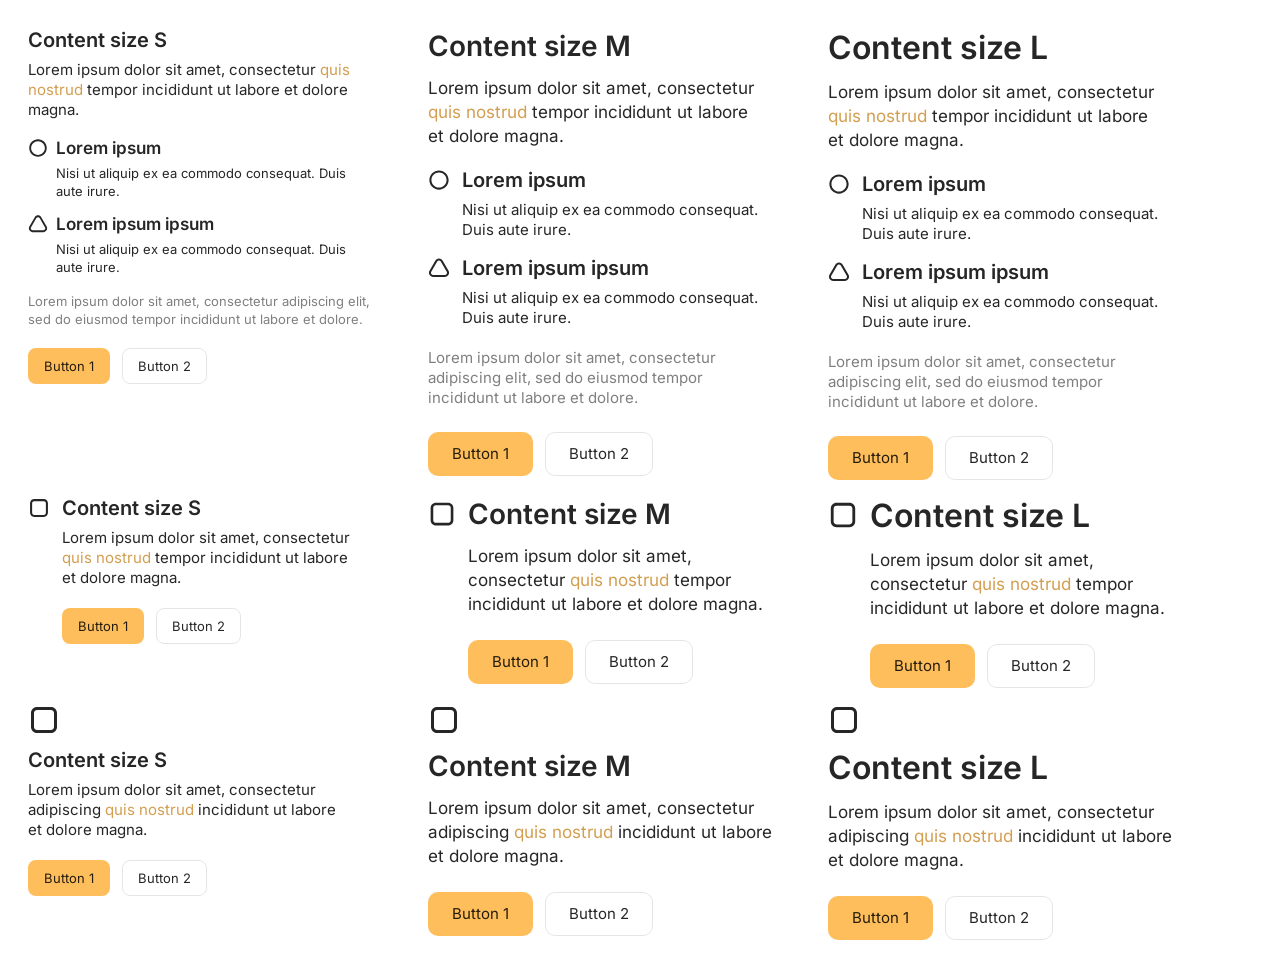 Content size S
Lorem ipsum dolor sit amet, consectetur quis
nostrud tempor incididunt ut labore et dolore
magna.
Lorem ipsum
Nisi ut aliquip ex ea commodo consequat. Duis
aute irure.
Lorem ipsum ipsum
Nisi ut aliquip ex ea commodo consequat. Duis
aute irure.
Lorem ipsum dolor sit amet, consectetur adipiscing elit,
sed do eiusmod tempor incididunt ut labore et dolore.
Button 1
Button 2
Content size M
Lorem ipsum dolor sit amet, consectetur
quis nostrud tempor incididunt ut labore
et dolore magna.
Lorem ipsum
Nisi ut aliquip ex ea commodo consequat.
Duis aute irure.
Lorem ipsum ipsum
Nisi ut aliquip ex ea commodo consequat.
Duis aute irure.
Lorem ipsum dolor sit amet, consectetur
adipiscing elit, sed do eiusmod tempor
incididunt ut labore et dolore.
Button 1
Button 2
Content size L
Lorem ipsum dolor sit amet, consectetur
quis nostrud tempor incididunt ut labore
et dolore magna.
Lorem ipsum
Nisi ut aliquip ex ea commodo consequat.
Duis aute irure.
Lorem ipsum ipsum
Nisi ut aliquip ex ea commodo consequat.
Duis aute irure.
Lorem ipsum dolor sit amet, consectetur
adipiscing elit, sed do eiusmod tempor
incididunt ut labore et dolore.
Button 1
Button 2
Content size S
Lorem ipsum dolor sit amet, consectetur
quis nostrud tempor incididunt ut labore
et dolore magna.
Button 1
Button 2
Content size M
Lorem ipsum dolor sit amet,
consectetur quis nostrud tempor
incididunt ut labore et dolore magna.
Button 1
Button 2
Content size L
Lorem ipsum dolor sit amet,
consectetur quis nostrud tempor
incididunt ut labore et dolore magna.
Button 1
Button 2
Content size S
Lorem ipsum dolor sit amet, consectetur
adipiscing quis nostrud incididunt ut labore
et dolore magna.
Button 1
Button 2
Content size M
Lorem ipsum dolor sit amet, consectetur
adipiscing quis nostrud incididunt ut labore
et dolore magna.
Button 1
Button 2
Content size L
Lorem ipsum dolor sit amet, consectetur
adipiscing quis nostrud incididunt ut labore
et dolore magna.
Button 1
Button 2